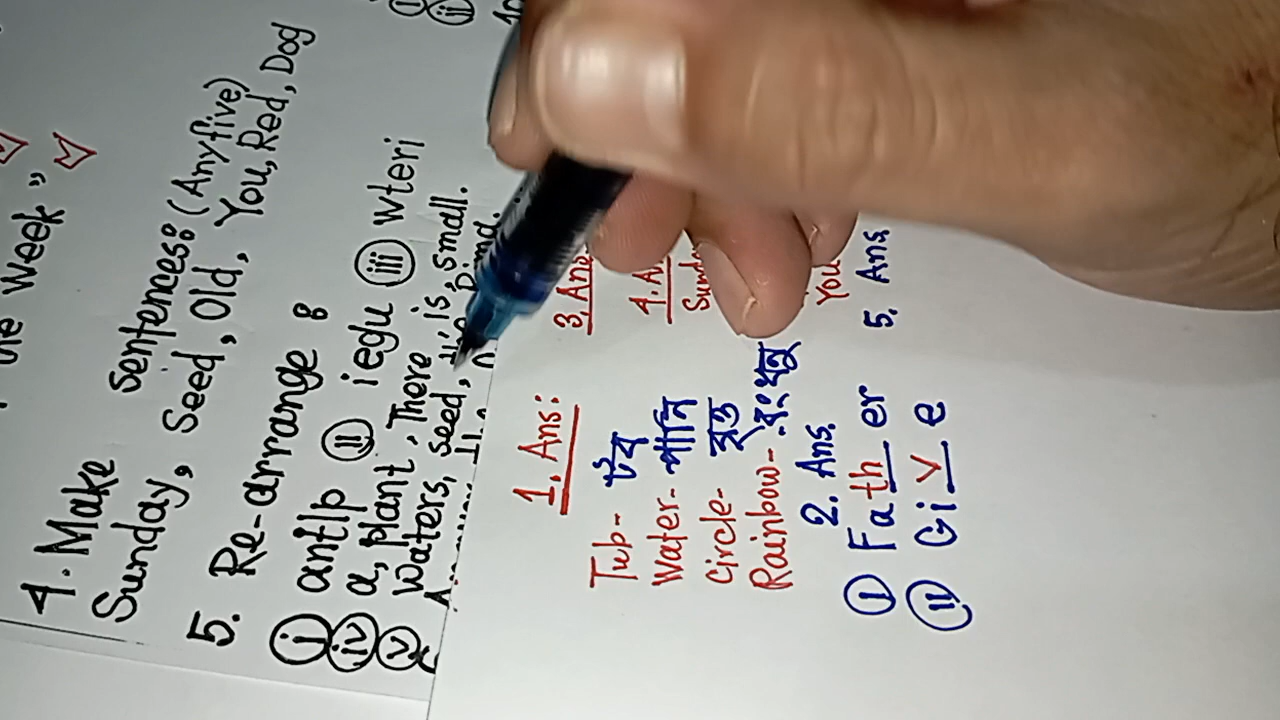 the Week"
4. Make sentences: (Any five)
Sunday, Seed, Old, You, Red, Dog
5. Re-arrange :
(i) antlp (ii) iegu (iii) wteri
(iv) a, plant, There is, small.
(v) Waters, seed, the
1. Ans:
Tub- টব
Water- পানি
Circle- বৃত্ত
Rainbow- রংধনু
2. Ans.
(i) Father
(ii) Give
3. Ans
4. A
Sunda
You
5. Ans